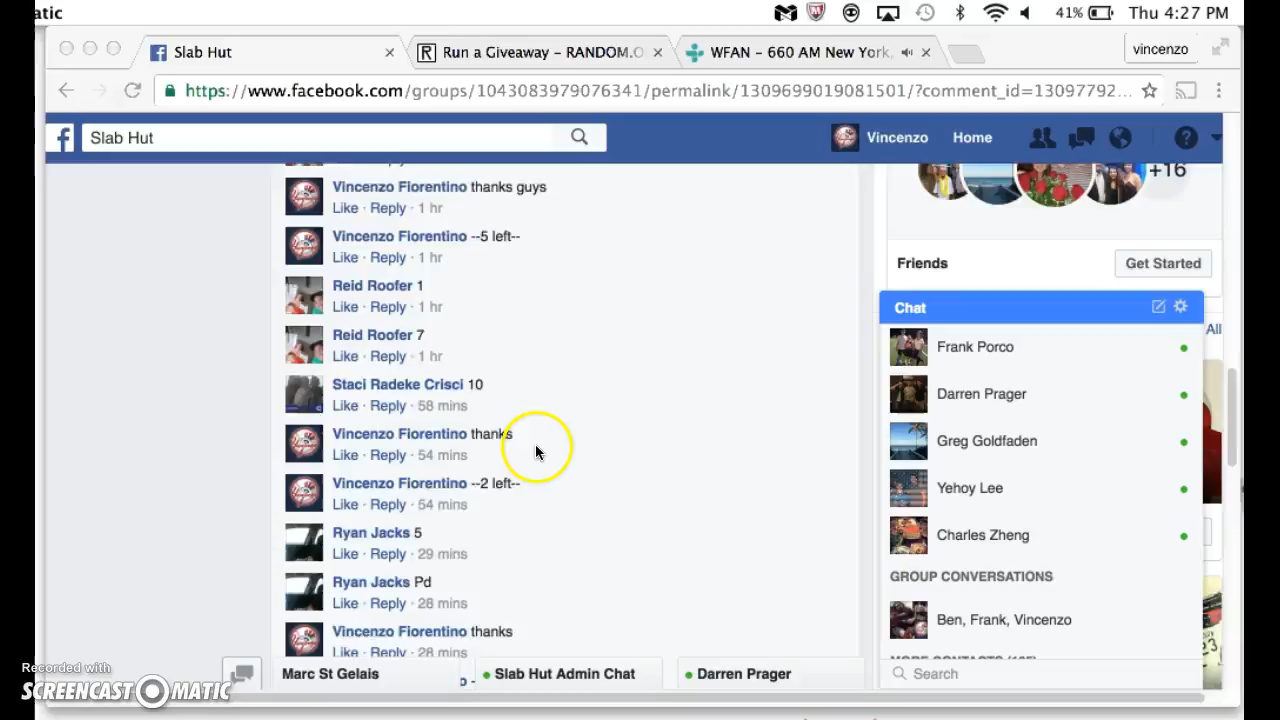 atic
41%
Thu 4:27 PM
Slab Hut
Run a Giveaway – RANDOM.O
WFAN – 660 AM New York,
vincenzo
https://www.facebook.com/groups/1043083979076341/permalink/1309699019081501/?comment_id=13097792...
Slab Hut
Vincenzo
Home
+16
Vincenzo Fiorentino thanks guys
Like · Reply · 1 hr
Vincenzo Fiorentino --5 left--
Like · Reply · 1 hr
Reid Roofer 1
Like · Reply · 1 hr
Reid Roofer 7
Like · Reply · 1 hr
Staci Radeke Crisci 10
Like · Reply · 58 mins
Vincenzo Fiorentino thanks
Like · Reply · 54 mins
Vincenzo Fiorentino --2 left--
Like · Reply · 54 mins
Ryan Jacks 5
Like · Reply · 29 mins
Ryan Jacks Pd
Like · Reply · 28 mins
Vincenzo Fiorentino thanks
Like · Reply · 28 mins
Friends
Get Started
All
Chat
Frank Porco
Darren Prager
Greg Goldfaden
Yehoy Lee
Charles Zheng
GROUP CONVERSATIONS
Ben, Frank, Vincenzo
Search
Marc St Gelais
Slab Hut Admin Chat
Darren Prager
Recorded with
SCREENCAST MATIC